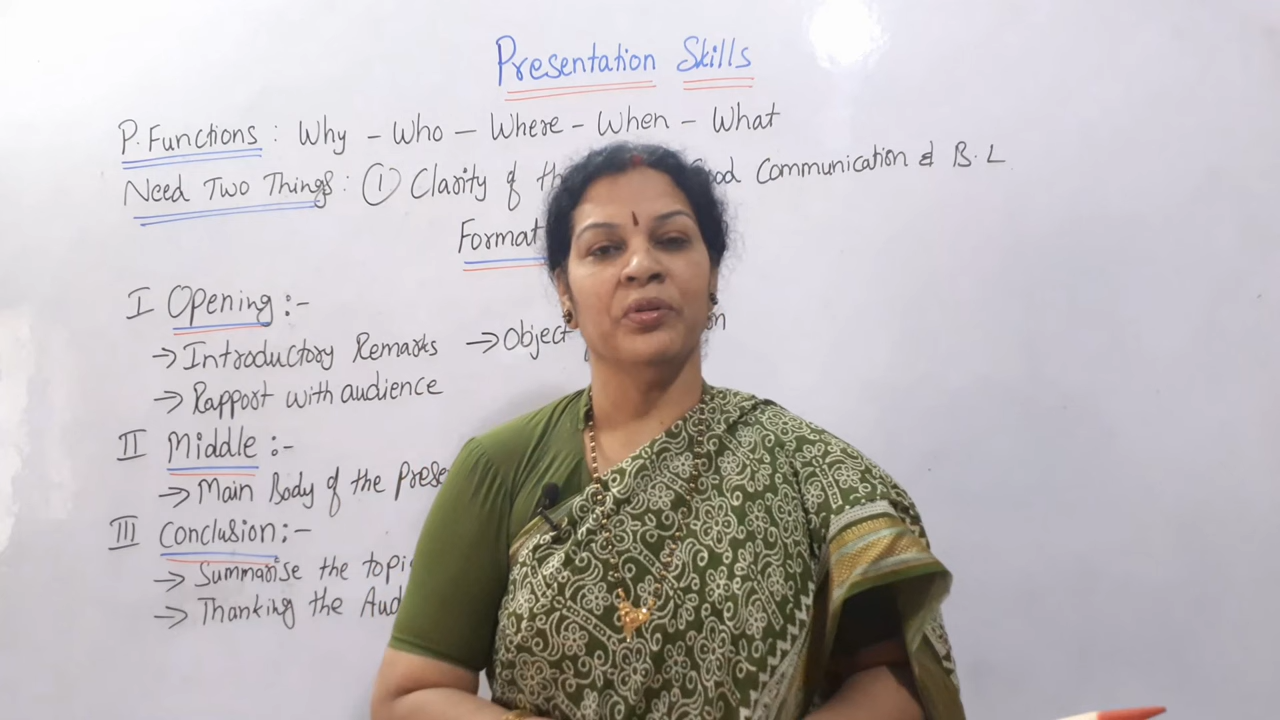 Presentation Skills
P. Functions : Why - Who - Where - When - What
Need Two Things : ① Clarity of Communication & B.L
Format
I Opening :-
→ Introductory Remarks → Object
→ Rapport with audience
II Middle :-
→ Main Body of the Prese
III Conclusion :-
→ Summarise the topi
→ Thanking the Aud